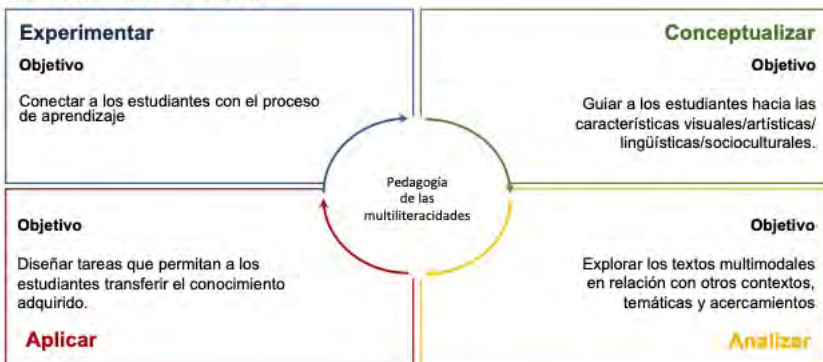 Experimentar
Objetivo
Conectar a los estudiantes con el proceso
de aprendizaje
Conceptualizar
Objetivo
Guiar a los estudiantes hacia las
características visuales/artísticas/
lingüísticas/socioculturales.
Pedagogía
de las
multiliteracidades
Objetivo
Diseñar tareas que permitan a los
estudiantes transferir el conocimiento
adquirido.
Aplicar
Objetivo
Explorar los textos multimodales
en relación con otros contextos,
temáticas y acercamientos
Analizar